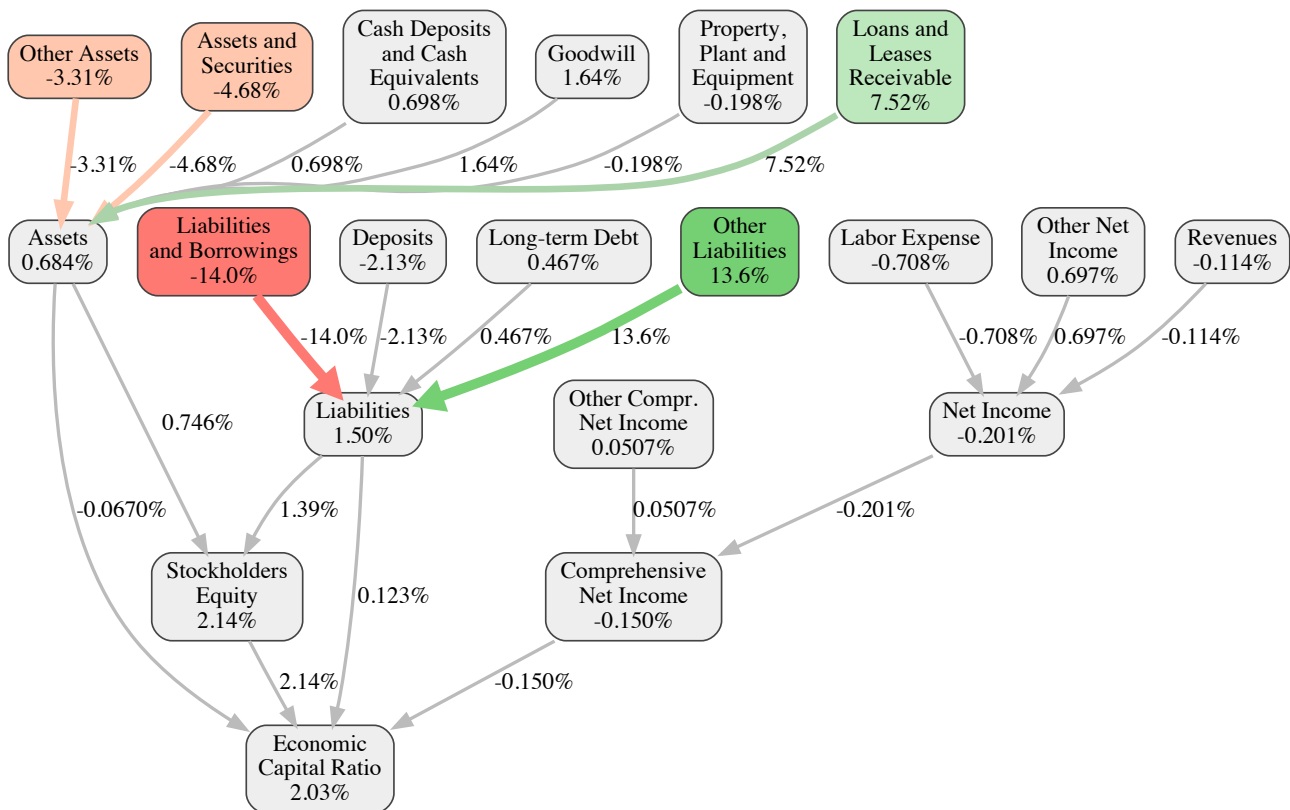 Other Assets
-3.31%
Assets and
Securities
-4.68%
Cash Deposits
and Cash
Equivalents
0.698%
Goodwill
1.64%
Property,
Plant and
Equipment
-0.198%
Loans and
Leases
Receivable
7.52%
-3.31%
-4.68%
0.698%
1.64%
-0.198%
7.52%
Assets
0.684%
Liabilities
and Borrowings
-14.0%
Deposits
-2.13%
Long-term Debt
0.467%
Other
Liabilities
13.6%
Labor Expense
-0.708%
Other Net
Income
0.697%
Revenues
-0.114%
-14.0%
-2.13%
0.467%
13.6%
-0.708%
0.697%
-0.114%
0.746%
Liabilities
1.50%
Other Compr.
Net Income
0.0507%
Net Income
-0.201%
-0.0670%
1.39%
0.0507%
-0.201%
Stockholders
Equity
2.14%
0.123%
Comprehensive
Net Income
-0.150%
2.14%
-0.150%
Economic
Capital Ratio
2.03%